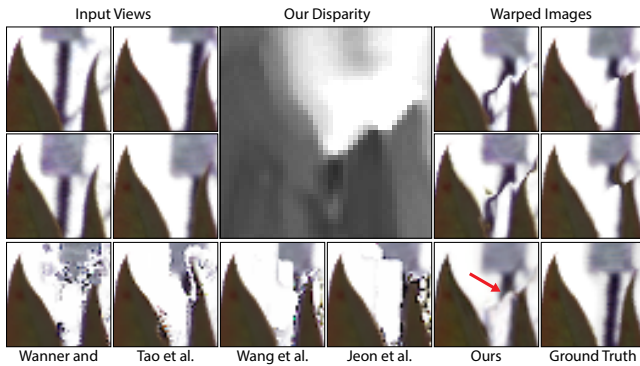 Input Views Our Disparity Warped Images
Wanner and Tao et al. Wang et al. Jeon et al. Ours Ground Truth